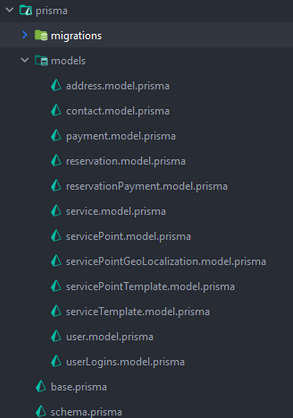 prisma
migrations
models
address.model.prisma
contact.model.prisma
payment.model.prisma
reservation.model.prisma
reservationPayment.model.prisma
service.model.prisma
servicePoint.model.prisma
servicePointGeoLocalization.model.prisma
servicePointTemplate.model.prisma
serviceTemplate.model.prisma
user.model.prisma
userLogins.model.prisma
base.prisma
schema.prisma